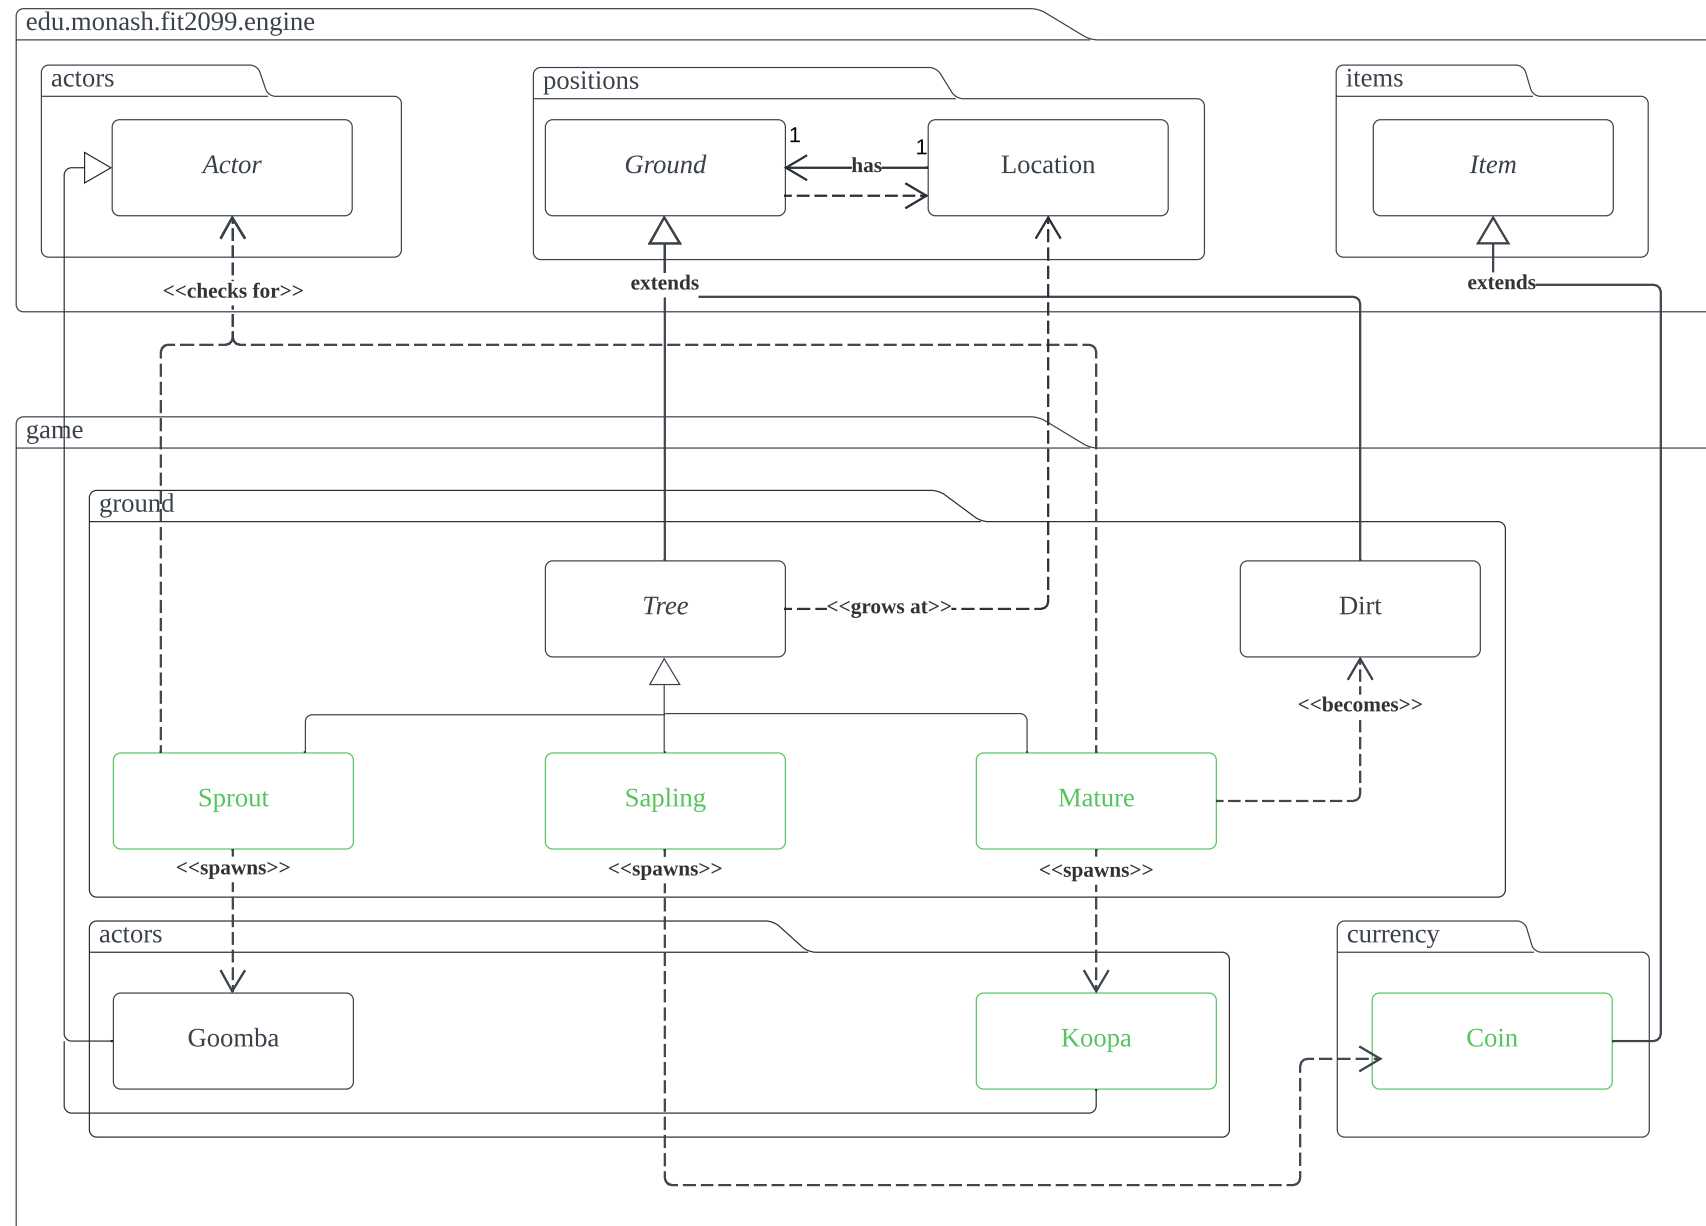 edu.monash.fit2099.engine
actors
positions
items
Actor
Ground
1
has
1
Location
Item
<<checks for>>
extends
extends
game
ground
Tree
<<grows at>>
Dirt
<<becomes>>
Sprout
Sapling
Mature
<<spawns>>
<<spawns>>
<<spawns>>
actors
currency
Goomba
Koopa
Coin